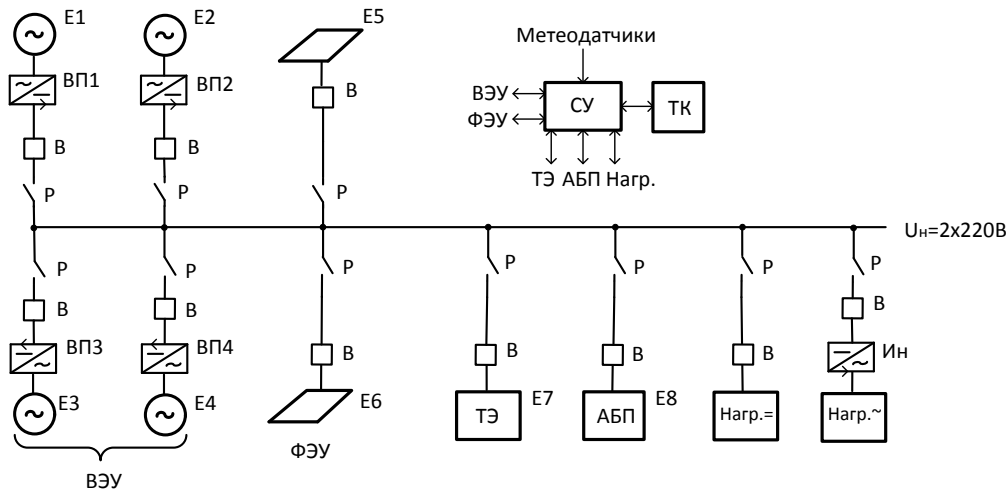 E1
E2
E5
Метеодатчики
ВП1
ВП2
В
ВЭУ
ФЭУ
СУ
ТК
В
В
ТЭ АБП Нагр.
Р
Р
Р
Uн=2x220В
Р
Р
Р
Р
Р
Р
Р
В
В
В
ВП3
ВП4
В
В
В
В
Ин
E3
E4
E6
ТЭ
E7
АБП
E8
Нагр.=
Нагр.~
ФЭУ
ВЭУ